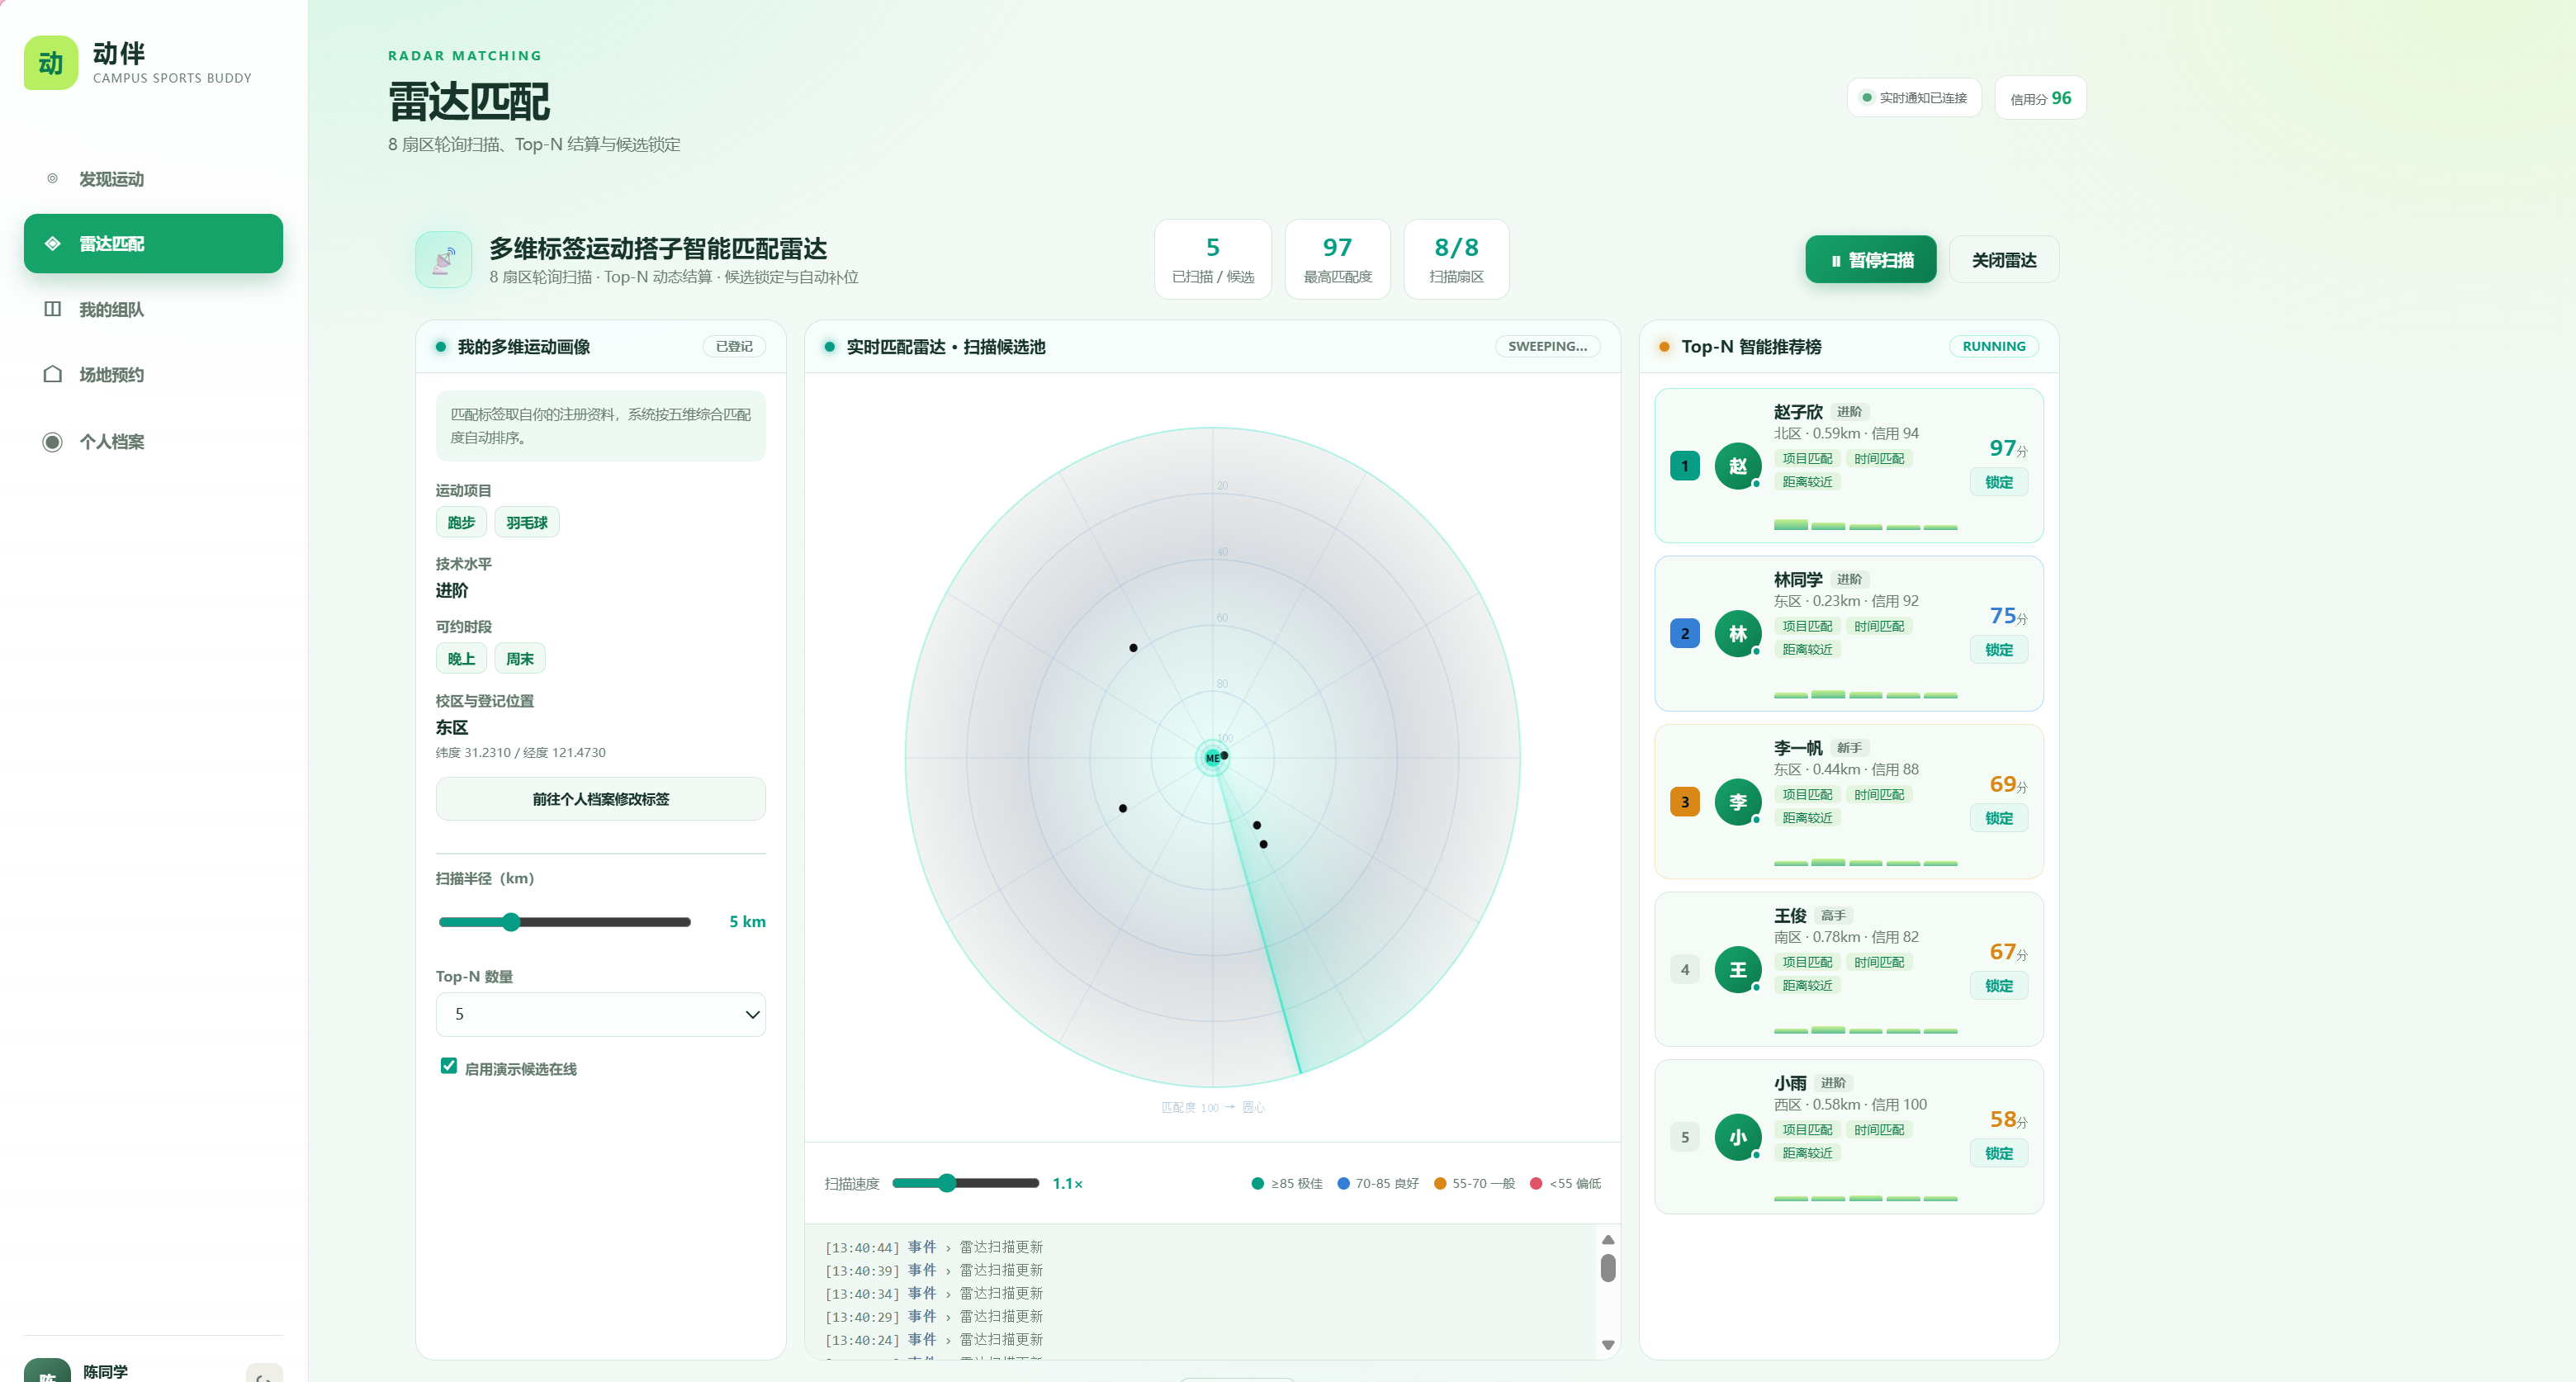 动
动伴
CAMPUS SPORTS BUDDY
发现运动
雷达匹配
我的组队
场地预约
个人档案
陈同学
RADAR MATCHING
雷达匹配
8 扇区轮询扫描、Top-N 结算与候选锁定
实时通知已连接
信用分 96
多维标签运动搭子智能匹配雷达
8 扇区轮询扫描 · Top-N 动态结算 · 候选锁定与自动补位
5
已扫描 / 候选
97
最高匹配度
8/8
扫描扇区
暂停扫描
关闭雷达
我的多维运动画像
已登记
匹配标签取自你的注册资料，系统按五维综合匹配
度自动排序。
运动项目
跑步 羽毛球
技术水平
进阶
可约时段
晚上 周末
校区与登记位置
东区
纬度 31.2310 / 经度 121.4730
前往个人档案修改标签
扫描半径（km）
5 km
Top-N 数量
5
启用演示候选在线
实时匹配雷达 • 扫描候选池
SWEEPING...
20
40
60
80
100
ME
匹配度 100 → 圆心
扫描速度
1.1×
≥85 极佳
70-85 良好
55-70 一般
<55 偏低
[13:40:44] 事件 › 雷达扫描更新
[13:40:39] 事件 › 雷达扫描更新
[13:40:34] 事件 › 雷达扫描更新
[13:40:29] 事件 › 雷达扫描更新
[13:40:24] 事件 › 雷达扫描更新
Top-N 智能推荐榜
RUNNING
1
赵
赵子欣 进阶
北区 · 0.59km · 信用 94
项目匹配 时间匹配
距离较近
97分
锁定
2
林
林同学 进阶
东区 · 0.23km · 信用 92
项目匹配 时间匹配
距离较近
75分
锁定
3
李
李一帆 新手
东区 · 0.44km · 信用 88
项目匹配 时间匹配
距离较近
69分
锁定
4
王
王俊 高手
南区 · 0.78km · 信用 82
项目匹配 时间匹配
距离较近
67分
锁定
5
小
小雨 进阶
西区 · 0.58km · 信用 100
项目匹配 时间匹配
距离较近
58分
锁定